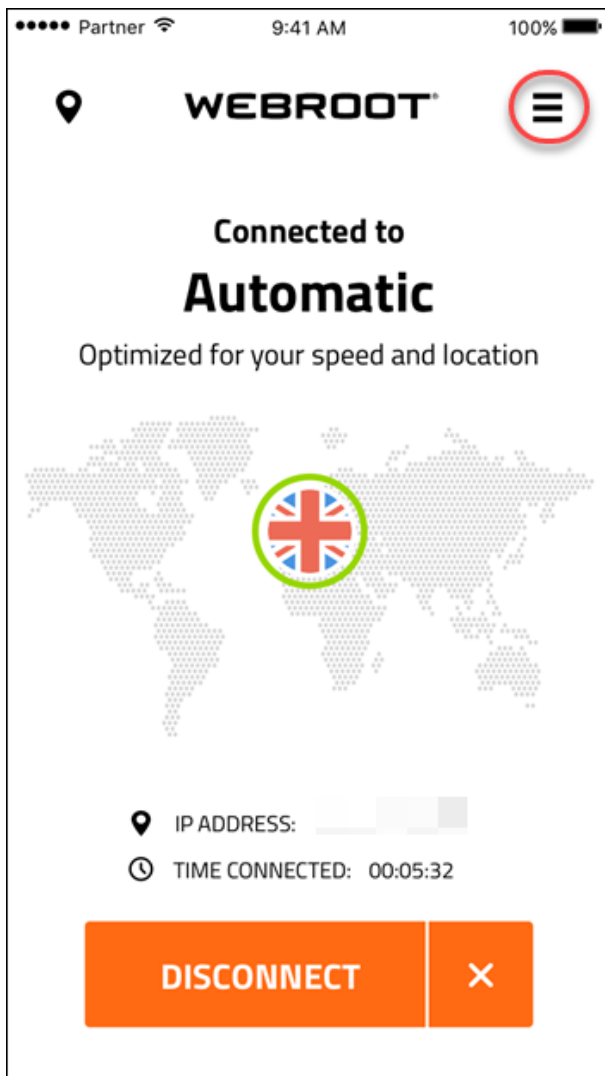 Partner 9:41 AM 100%
WEBROOT®
Connected to
Automatic
Optimized for your speed and location
IP ADDRESS:
TIME CONNECTED: 00:05:32
DISCONNECT